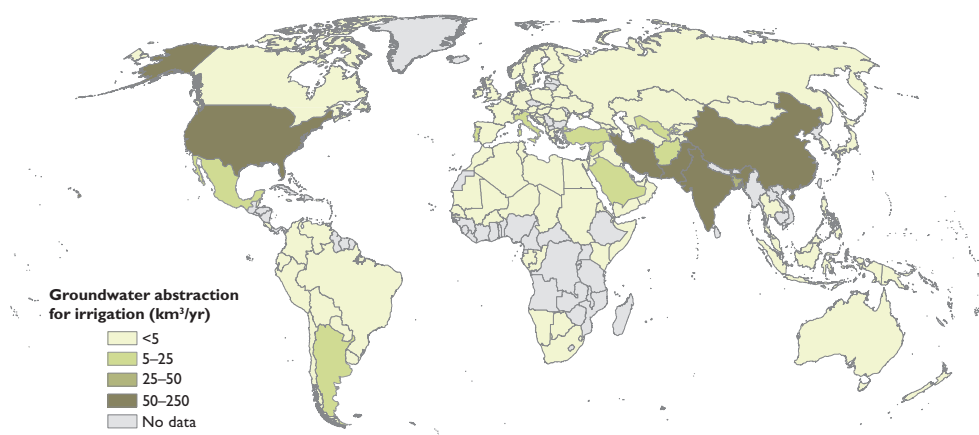 Groundwater abstraction
for irrigation (km³/yr)
<5
5–25
25–50
50–250
No data